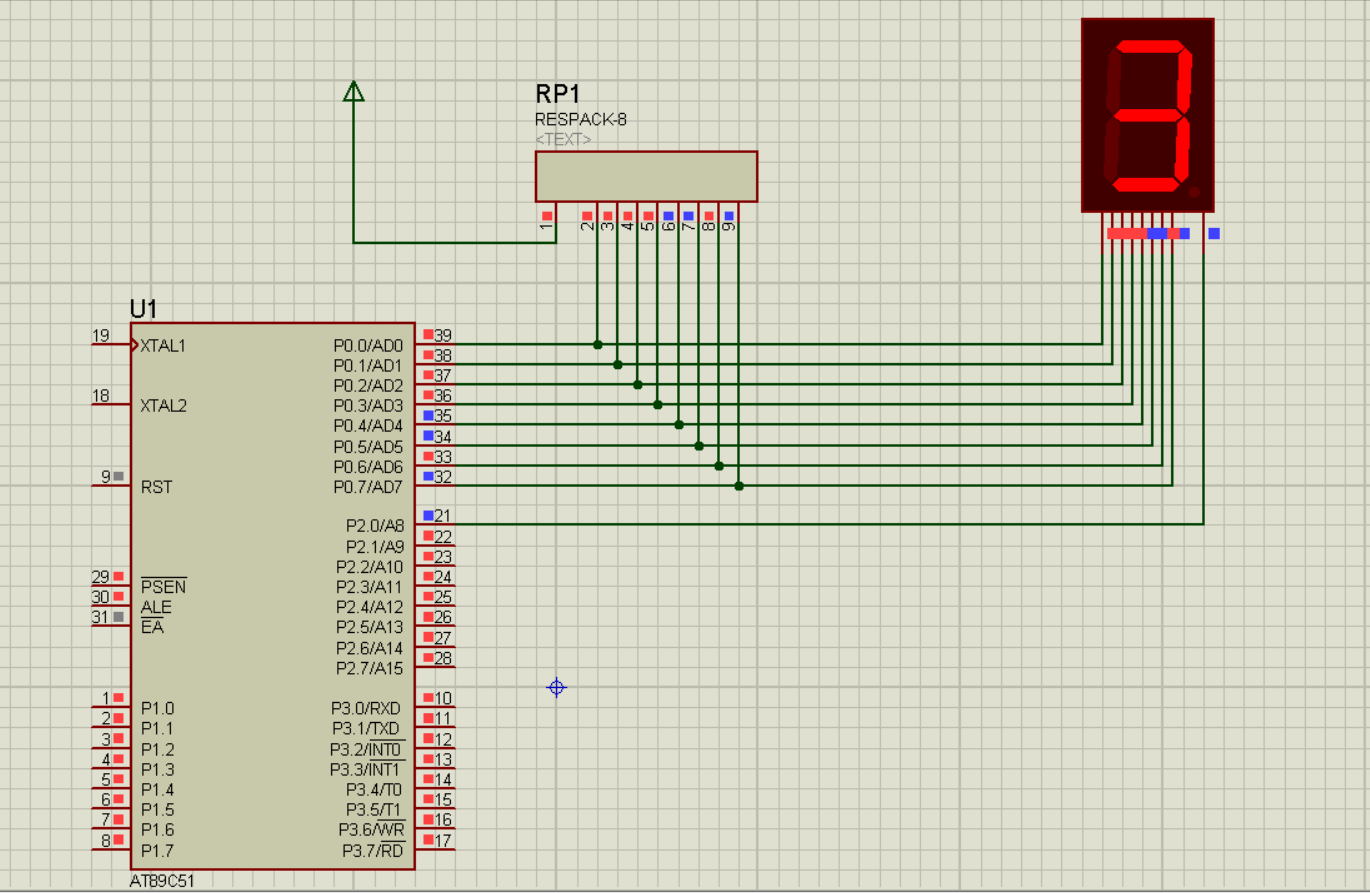 RP1
RESPACK-8
<TEXT>
1
2
3
4
5
6
7
8
9
U1
19 XTAL1 P0.0/AD0 39
P0.1/AD1 38
P0.2/AD2 37
18 XTAL2 P0.3/AD3 36
P0.4/AD4 35
P0.5/AD5 34
P0.6/AD6 33
9 RST P0.7/AD7 32
P2.0/A8 21
P2.1/A9 22
P2.2/A10 23
29 PSEN P2.3/A11 24
30 ALE P2.4/A12 25
31 EA P2.5/A13 26
P2.6/A14 27
P2.7/A15 28
1 P1.0 P3.0/RXD 10
2 P1.1 P3.1/TXD 11
3 P1.2 P3.2/INT0 12
4 P1.3 P3.3/INT1 13
5 P1.4 P3.4/T0 14
6 P1.5 P3.5/T1 15
7 P1.6 P3.6/WR 16
8 P1.7 P3.7/RD 17
AT89C51
3